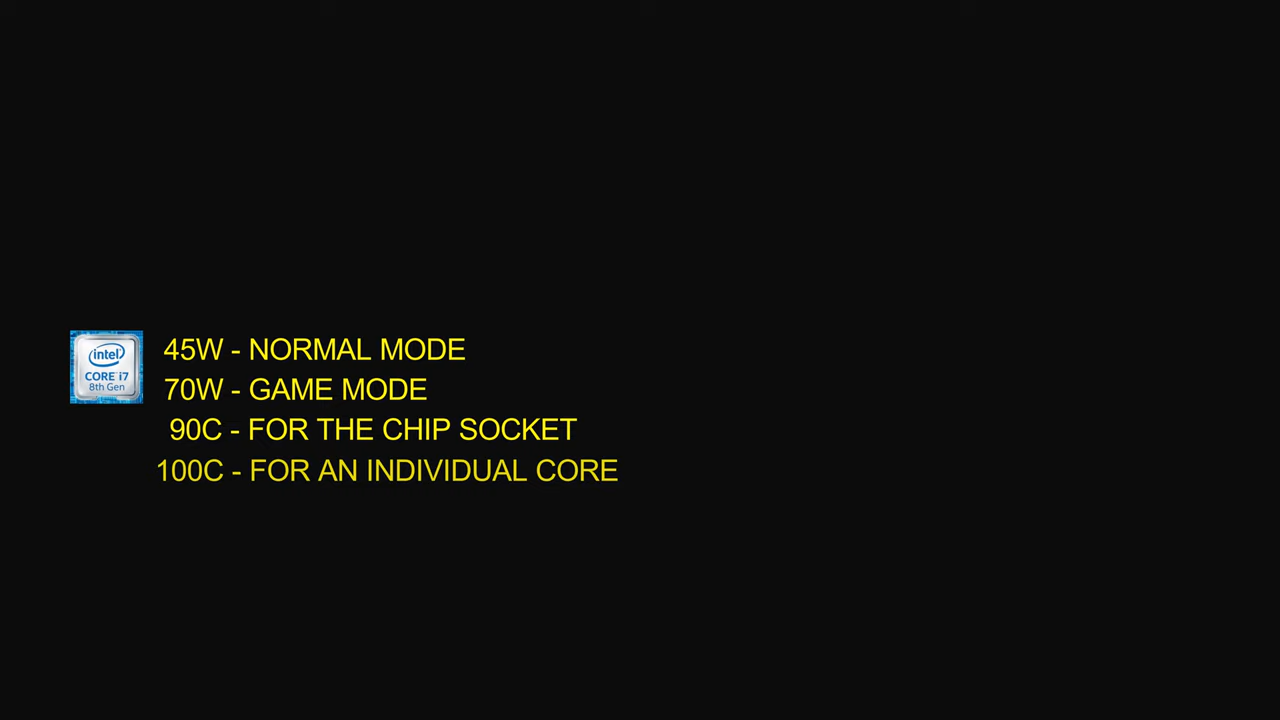 45W - NORMAL MODE
70W - GAME MODE
90C - FOR THE CHIP SOCKET
100C - FOR AN INDIVIDUAL CORE
intel
CORE i7
8th Gen